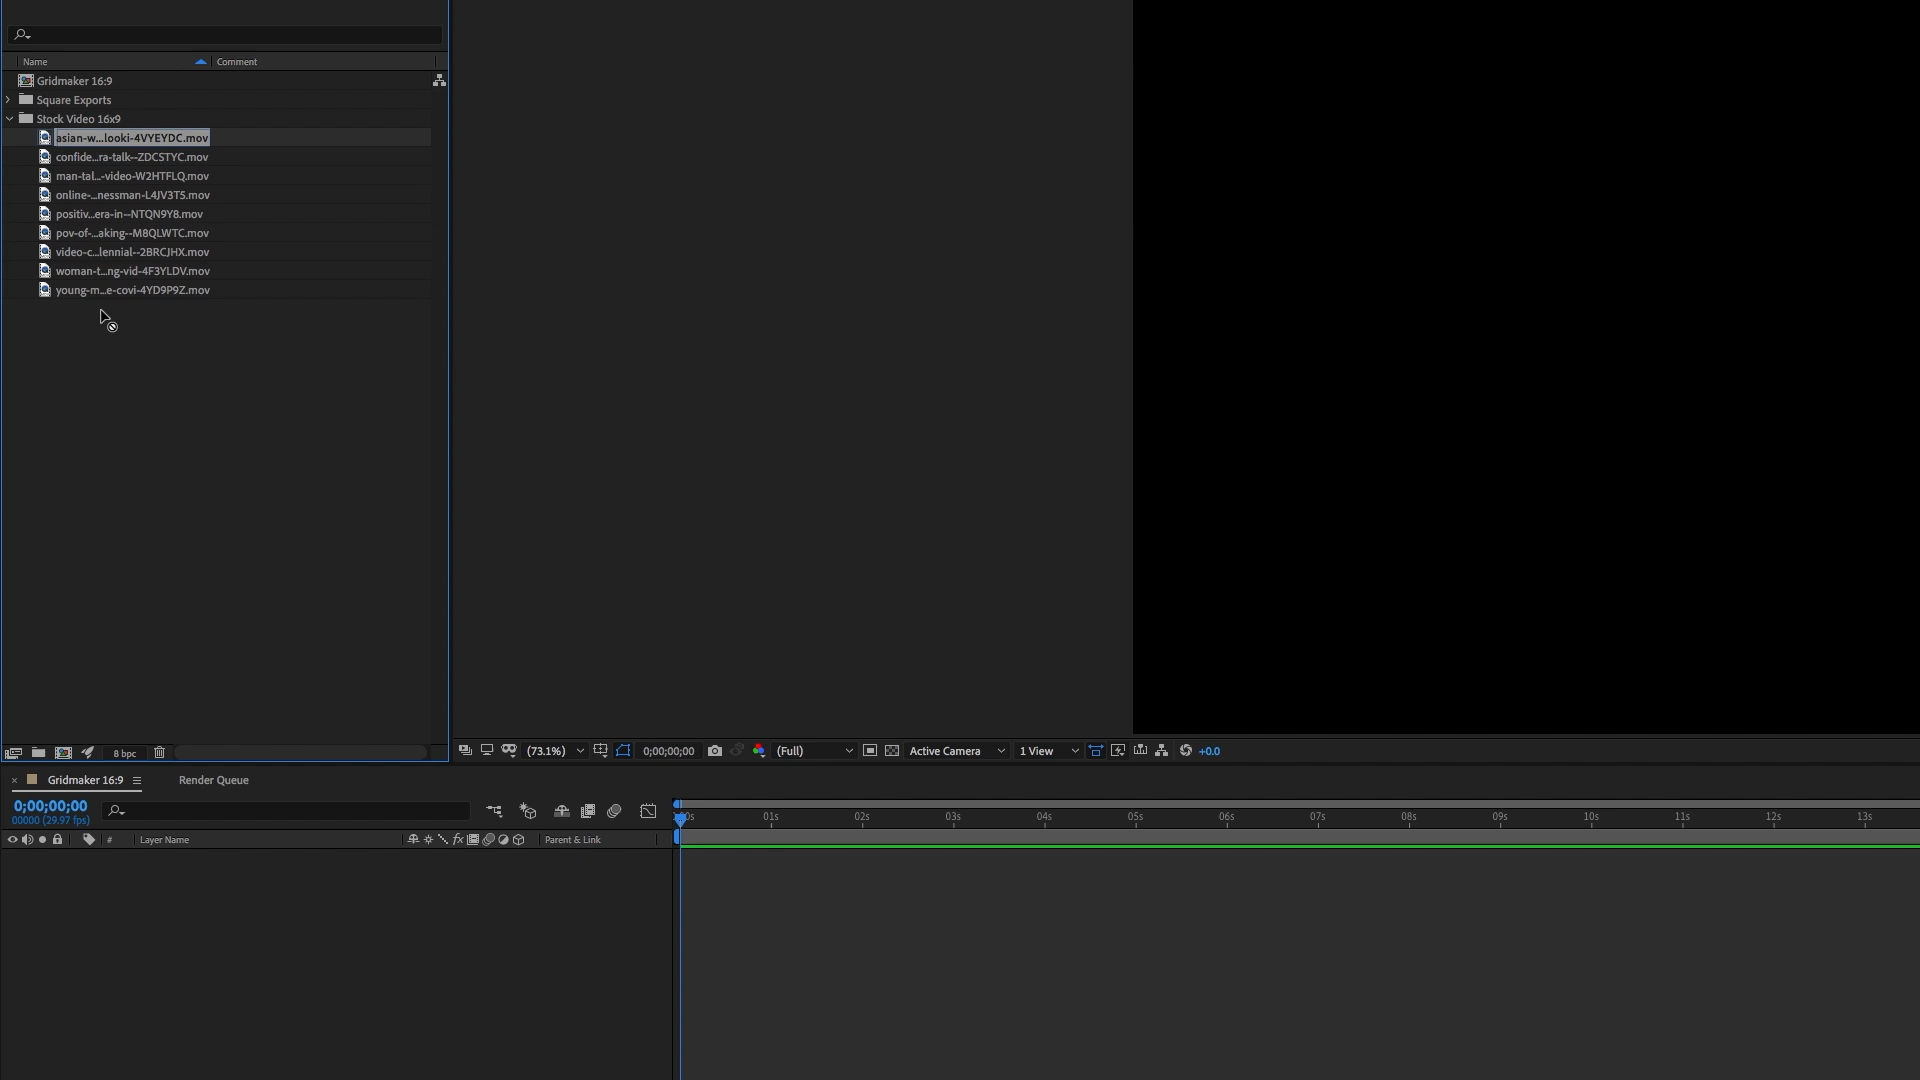 Name Comment
Gridmaker 16:9
Square Exports
Stock Video 16x9
asian-w...looki-4VYEYDC.mov
confide...ra-talk--ZDCSTYC.mov
man-tal...-video-W2HTFLQ.mov
online-...nessman-L4JV3TS.mov
positiv...era-in--NTQN9Y8.mov
pov-of-...aking--M8QLWTC.mov
video-c...lennial--2BRCJHX.mov
woman-t...ng-vid-4F3YLDV.mov
young-m...e-covi-4YD9P9Z.mov
8 bpc
(73.1%) 0;00;00;00 (Full) Active Camera 1 View +0.0
Gridmaker 16:9 Render Queue
0;00;00;00
00000 (29.97 fps)
00s 01s 02s 03s 04s 05s 06s 07s 08s 09s 10s 11s 12s 13s
# Layer Name fx Parent & Link